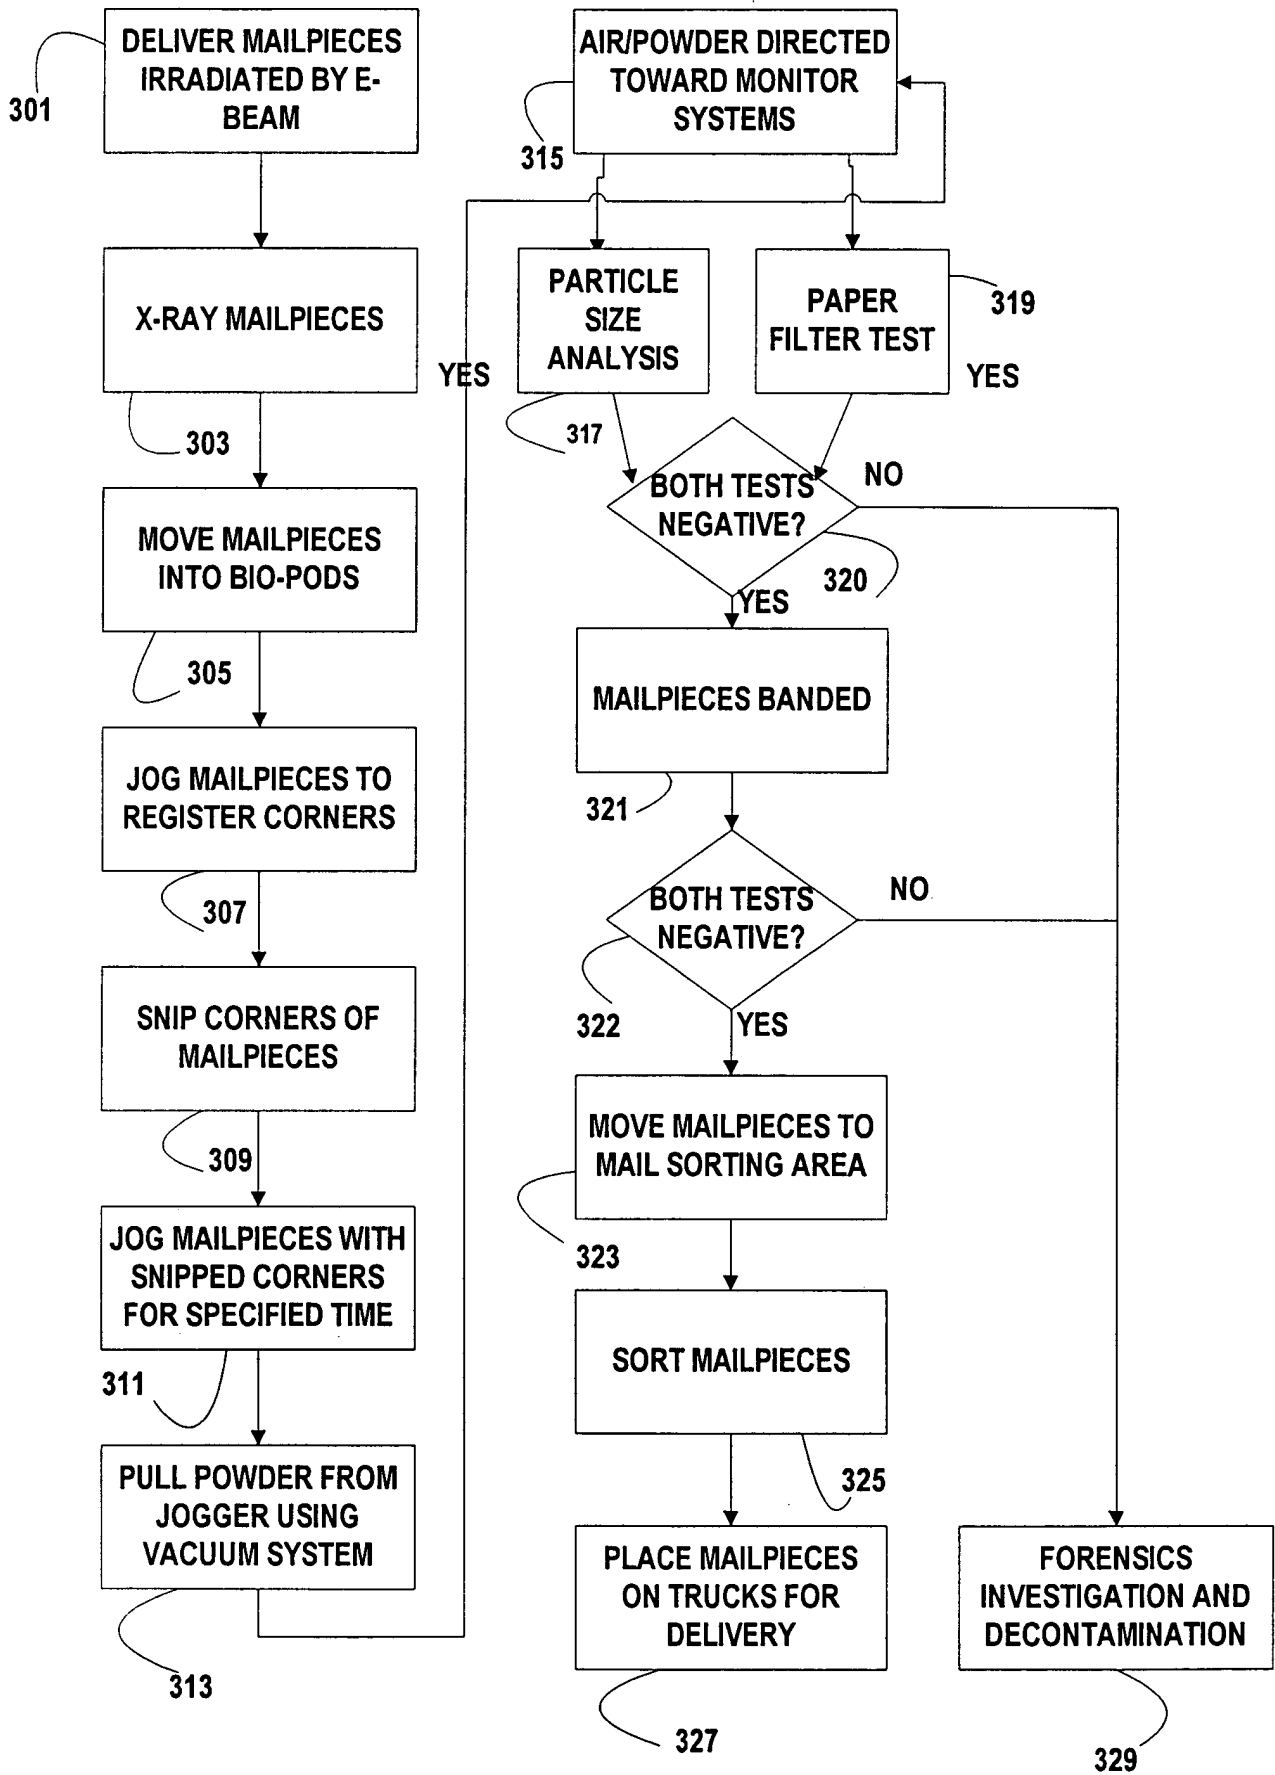 DELIVER MAILPIECES
IRRADIATED BY E-
BEAM
301
X-RAY MAILPIECES
303
MOVE MAILPIECES
INTO BIO-PODS
305
JOG MAILPIECES TO
REGISTER CORNERS
307
SNIP CORNERS OF
MAILPIECES
309
JOG MAILPIECES WITH
SNIPPED CORNERS
FOR SPECIFIED TIME
311
PULL POWDER FROM
JOGGER USING
VACUUM SYSTEM
313
YES
AIR/POWDER DIRECTED
TOWARD MONITOR
SYSTEMS
315
PARTICLE
SIZE
ANALYSIS
317
PAPER
FILTER TEST
319
YES
BOTH TESTS
NEGATIVE?
NO
320
YES
MAILPIECES BANDED
321
BOTH TESTS
NEGATIVE?
NO
322
YES
MOVE MAILPIECES TO
MAIL SORTING AREA
323
SORT MAILPIECES
325
PLACE MAILPIECES
ON TRUCKS FOR
DELIVERY
327
FORENSICS
INVESTIGATION AND
DECONTAMINATION
329